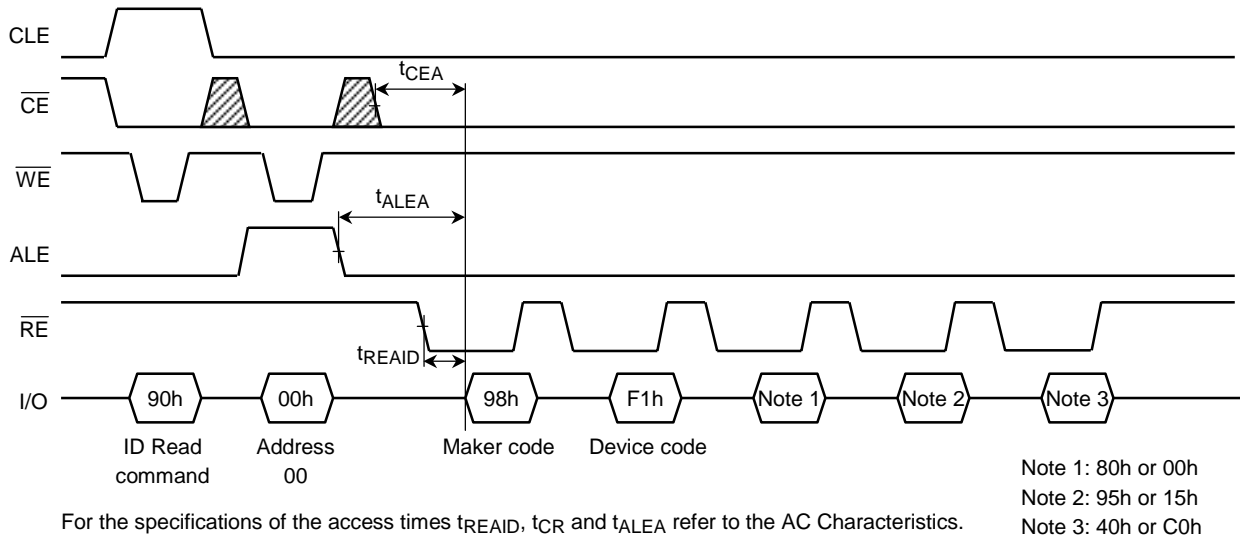 CLE
tCEA
CE
WE
tALEA
ALE
RE
tREAID
I/O
90h
00h
98h
F1h
Note 1
Note 2
Note 3
ID Read
command
Address
00
Maker code
Device code
Note 1: 80h or 00h
Note 2: 95h or 15h
Note 3: 40h or C0h
For the specifications of the access times tREAID, tCR and tALEA refer to the AC Characteristics.